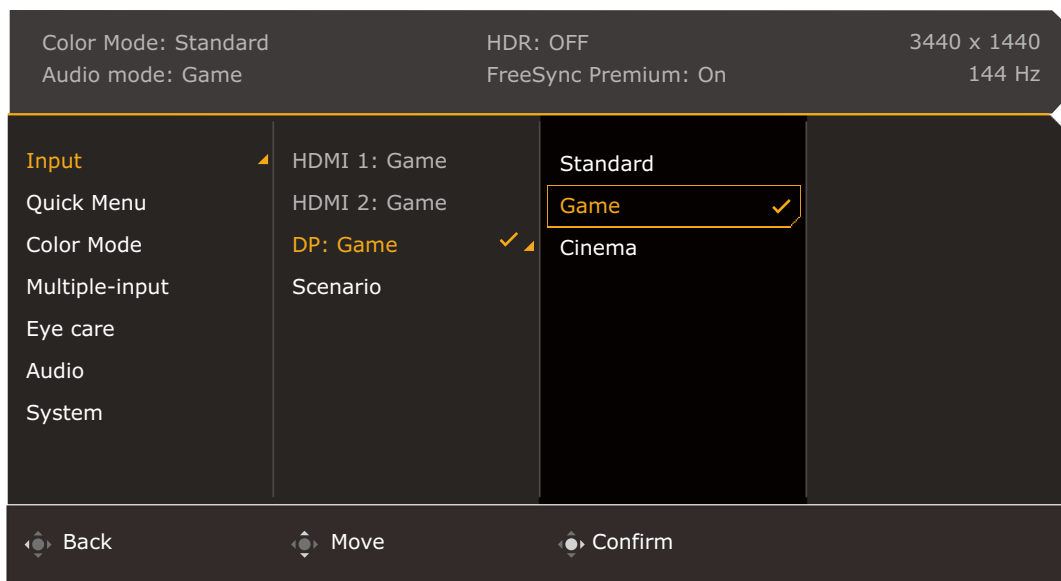 Color Mode: Standard
Audio mode: Game
HDR: OFF
FreeSync Premium: On
3440 x 1440
144 Hz
Input
Quick Menu
Color Mode
Multiple-input
Eye care
Audio
System
HDMI 1: Game
HDMI 2: Game
DP: Game
Scenario
Standard
Game
Cinema
Back
Move
Confirm